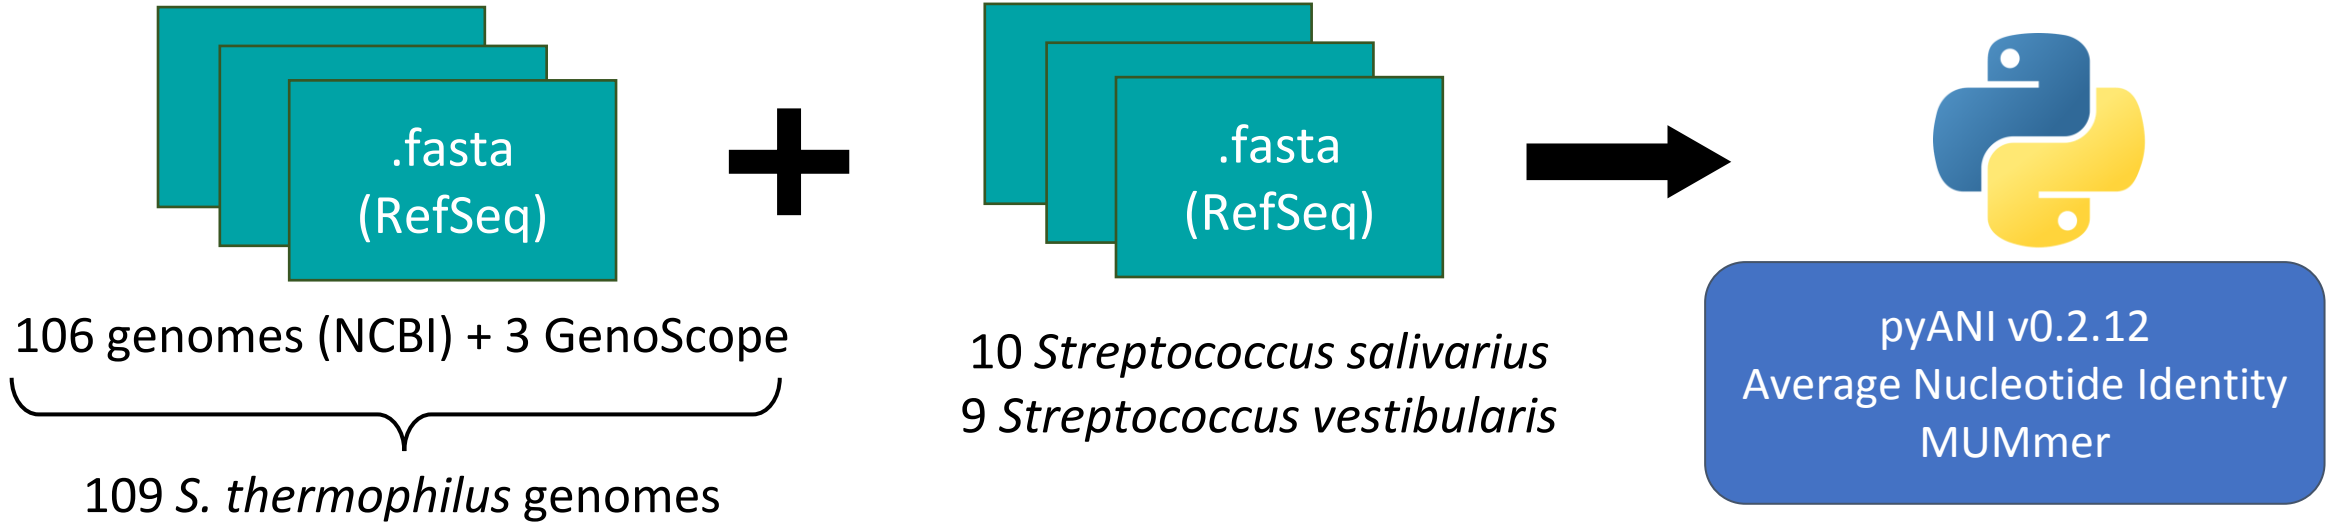 .fasta
(RefSeq)
106 genomes (NCBI) + 3 GenoScope
109 S. thermophilus genomes
.fasta
(RefSeq)
10 Streptococcus salivarius
9 Streptococcus vestibularis
pyANI v0.2.12
Average Nucleotide Identity
MUMmer